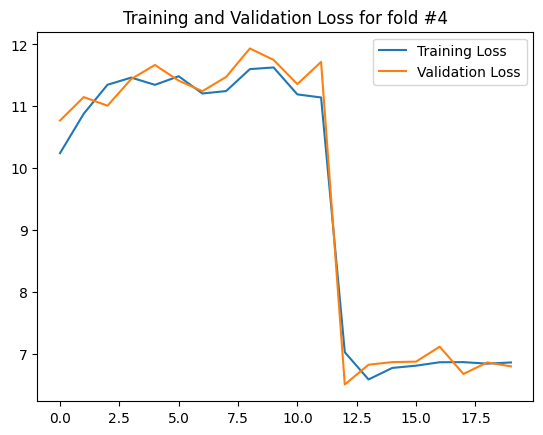 Training and Validation Loss for fold #4
Training Loss
Validation Loss
12
11
10
9
8
7
0.0 2.5 5.0 7.5 10.0 12.5 15.0 17.5